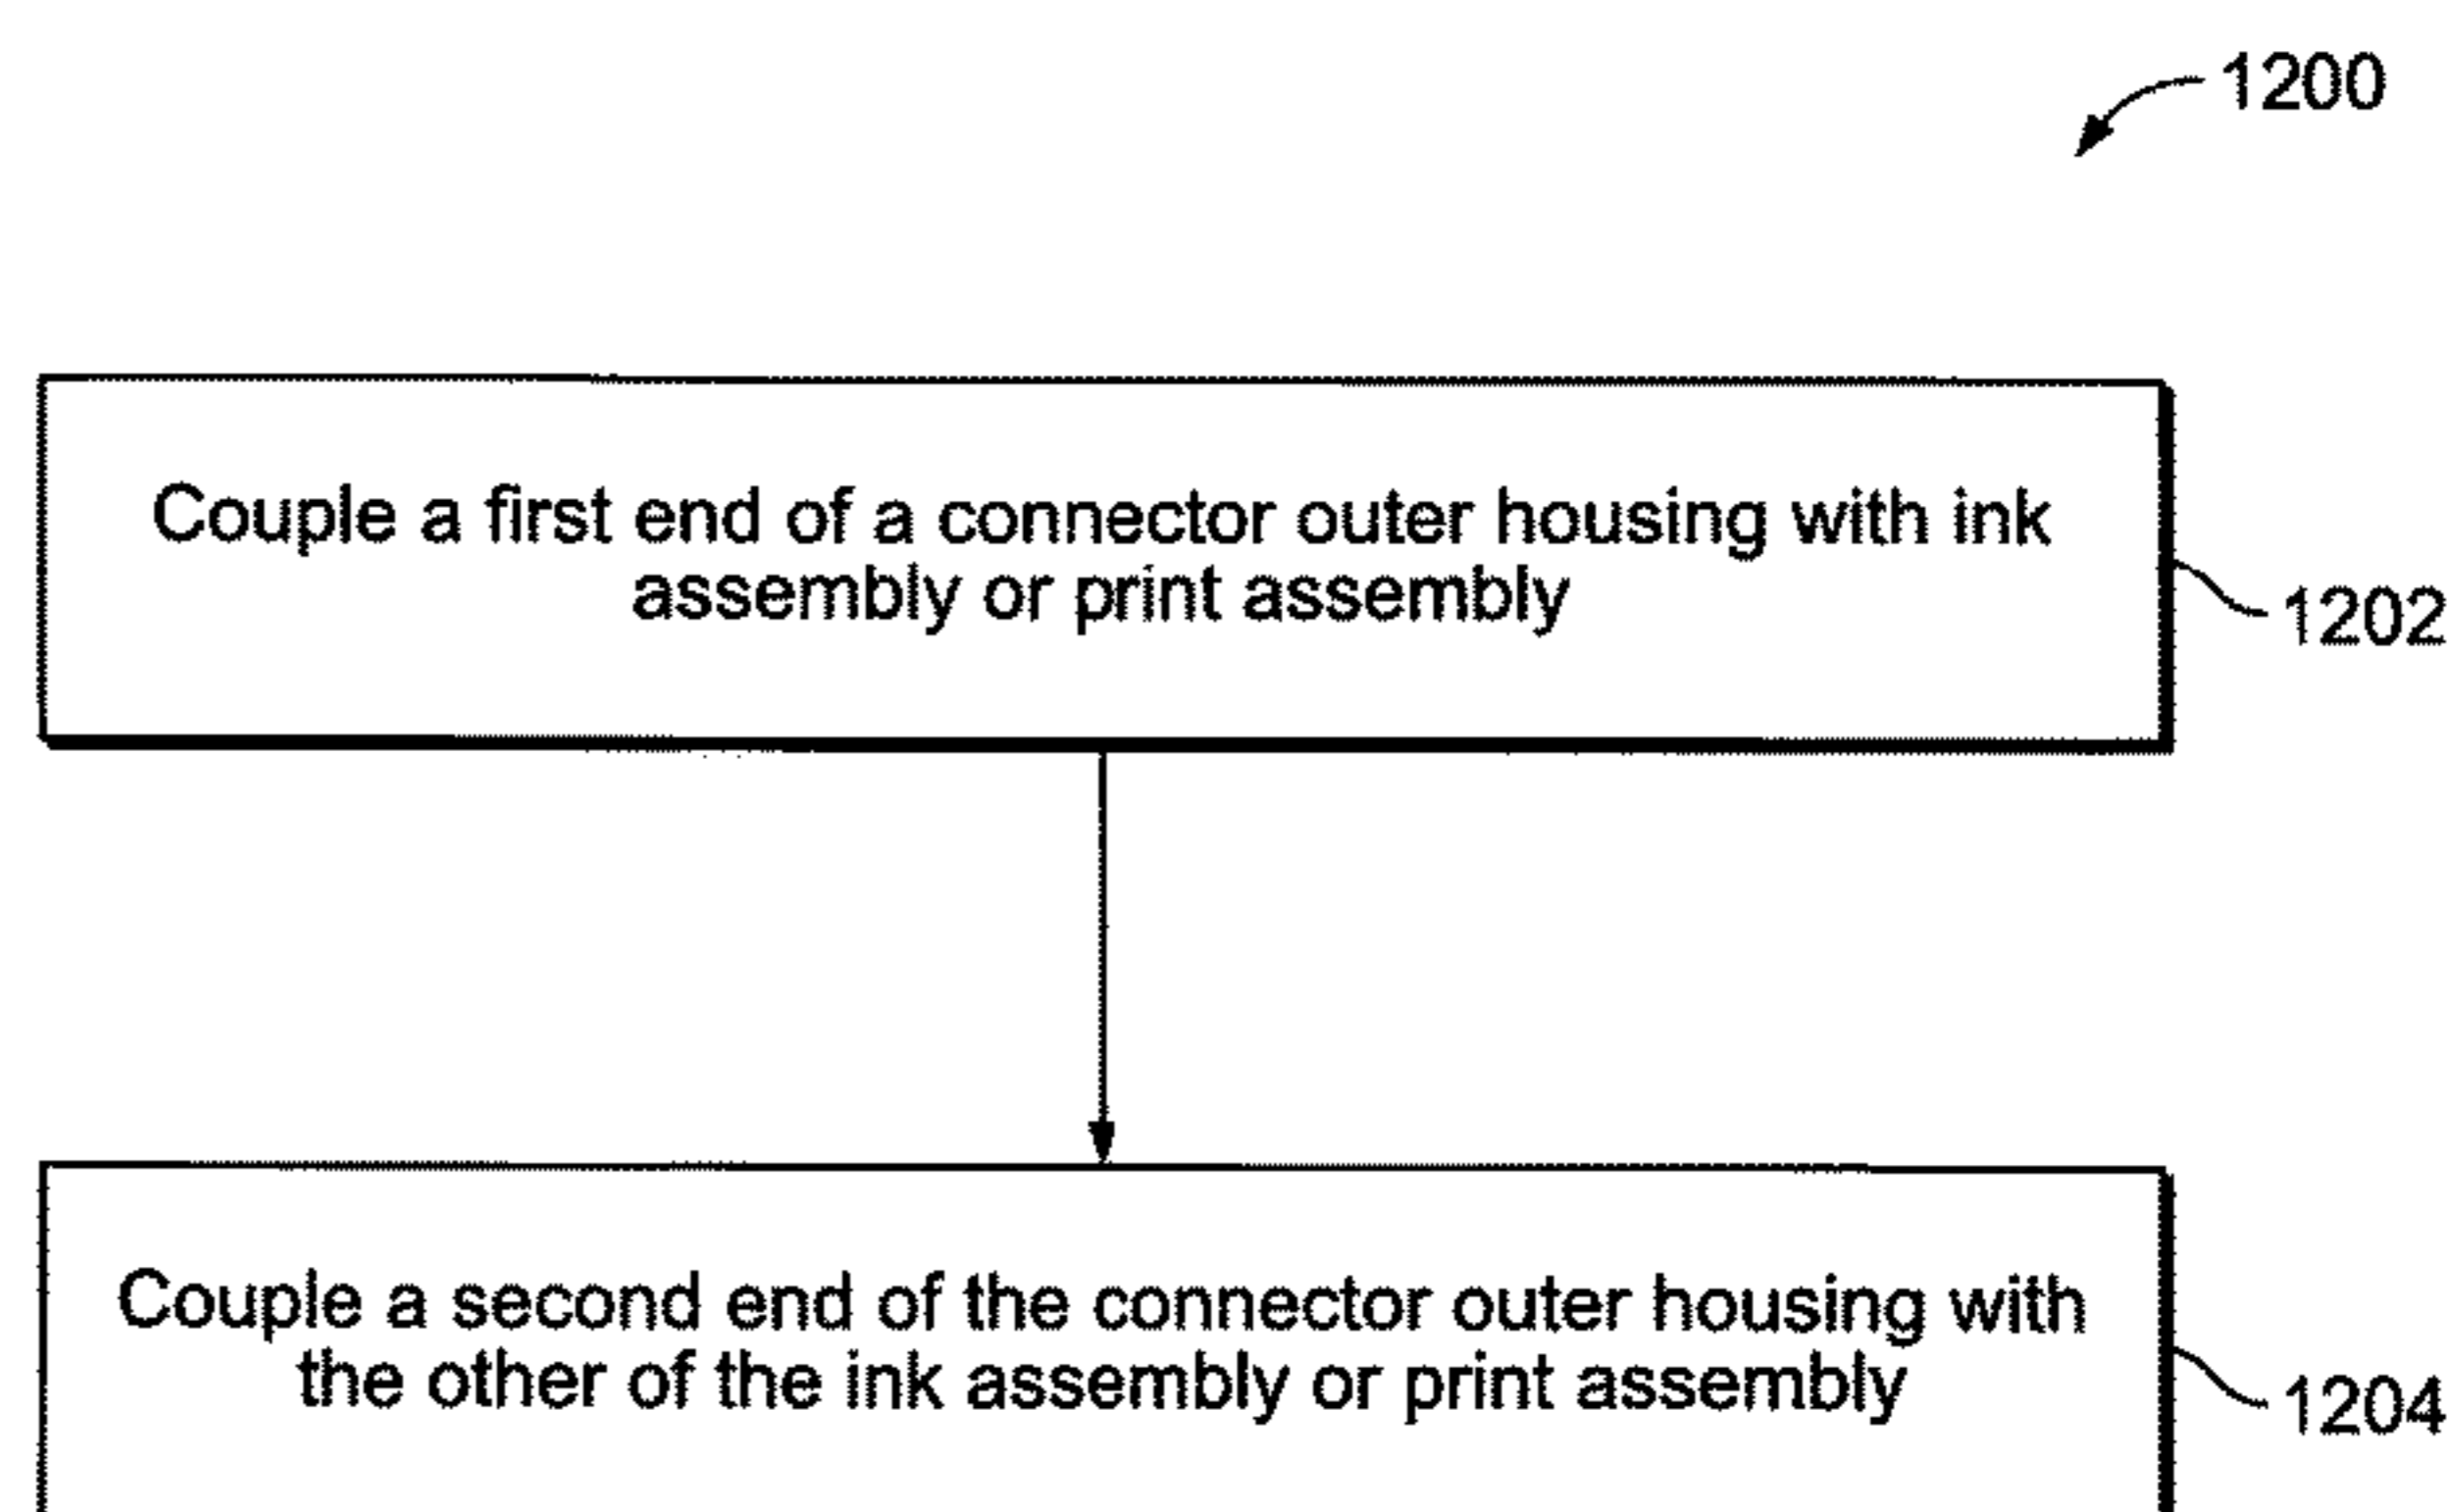 1200
Couple a first end of a connector outer housing with ink
assembly or print assembly
1202
Couple a second end of the connector outer housing with
the other of the ink assembly or print assembly
1204